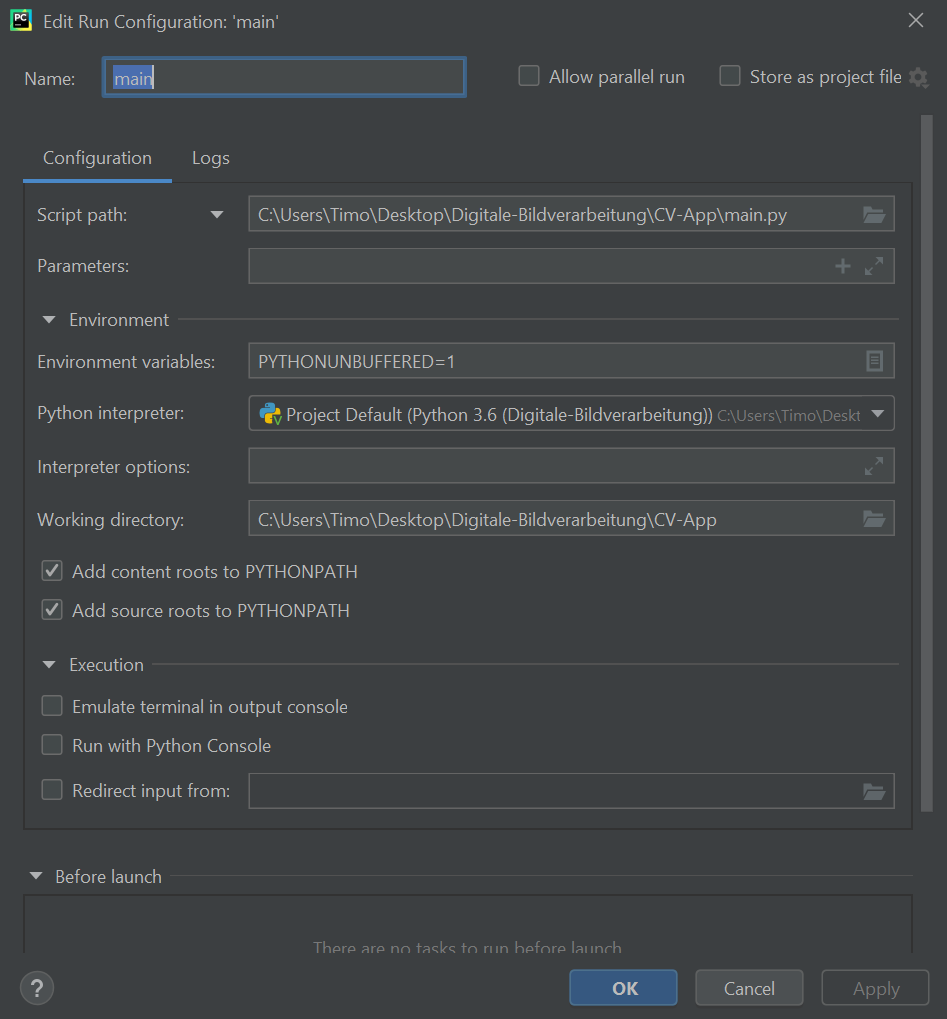 PC
Edit Run Configuration: 'main'
Name: main Allow parallel run Store as project file
Configuration Logs
Script path: C:\Users\Timo\Desktop\Digitale-Bildverarbeitung\CV-App\main.py
Parameters:
Environment
Environment variables: PYTHONUNBUFFERED=1
Python interpreter: Project Default (Python 3.6 (Digitale-Bildverarbeitung)) C:\Users\Timo\Deskt
Interpreter options:
Working directory: C:\Users\Timo\Desktop\Digitale-Bildverarbeitung\CV-App
Add content roots to PYTHONPATH
Add source roots to PYTHONPATH
Execution
Emulate terminal in output console
Run with Python Console
Redirect input from:
Before launch
There are no tasks to run before launch
? OK Cancel Apply